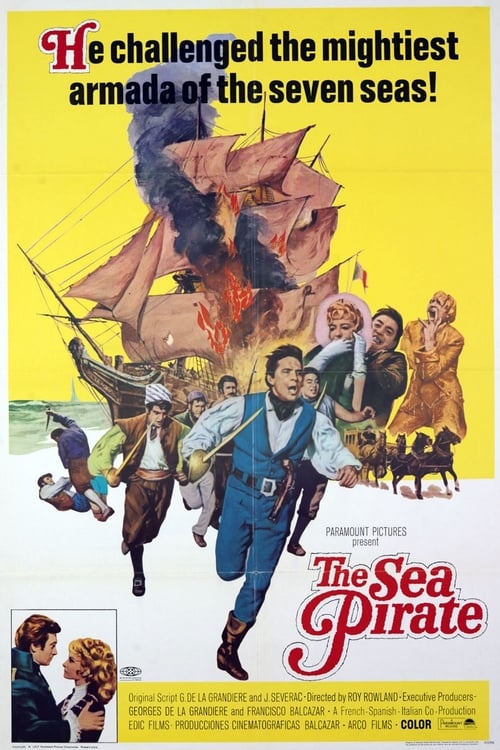 He challenged the mightiest
armada of the seven seas!
PARAMOUNT PICTURES
present
The Sea
Pirate
Original Script G. DE LA GRANDIERE and J. SEVERAC · Directed by ROY ROWLAND · Executive Producers-
GEORGES DE LA GRANDIERE and FRANCISCO BALCAZAR · A French-Spanish-Italian Co-Production
EDIC FILMS · PRODUCCIONES CINEMATOGRAFICAS BALCAZAR · ARCO FILMS · COLOR
Paramount